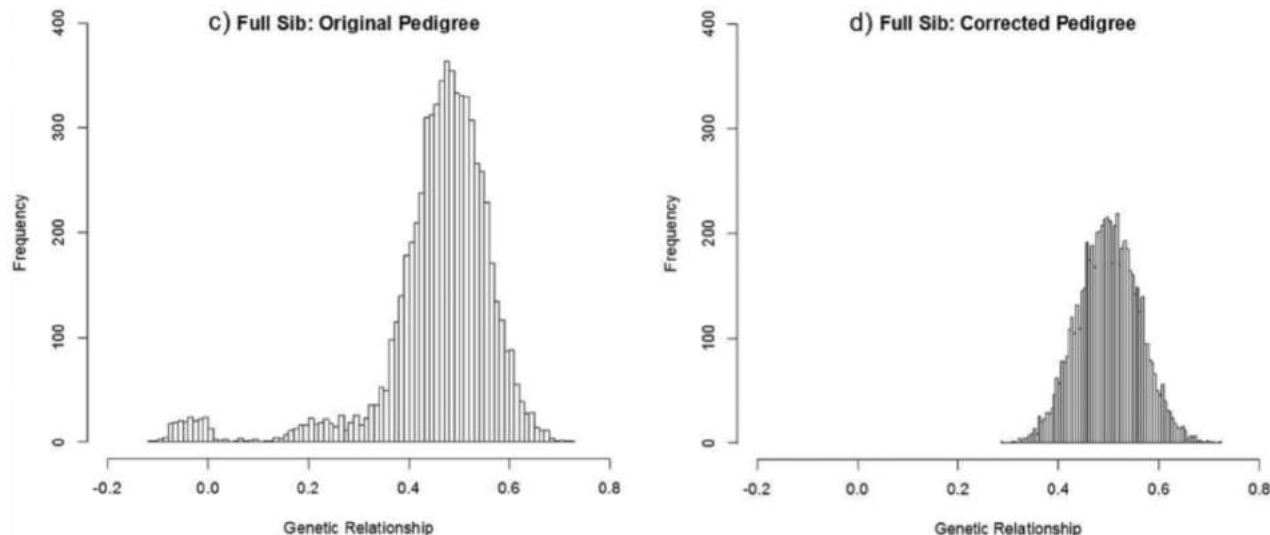 c) Full Sib: Original Pedigree
400
300
200
100
0
Frequency
-0.2 0.0 0.2 0.4 0.6 0.8
Genetic Relationship
d) Full Sib: Corrected Pedigree
400
300
200
100
0
Frequency
-0.2 0.0 0.2 0.4 0.6 0.8
Genetic Relationship